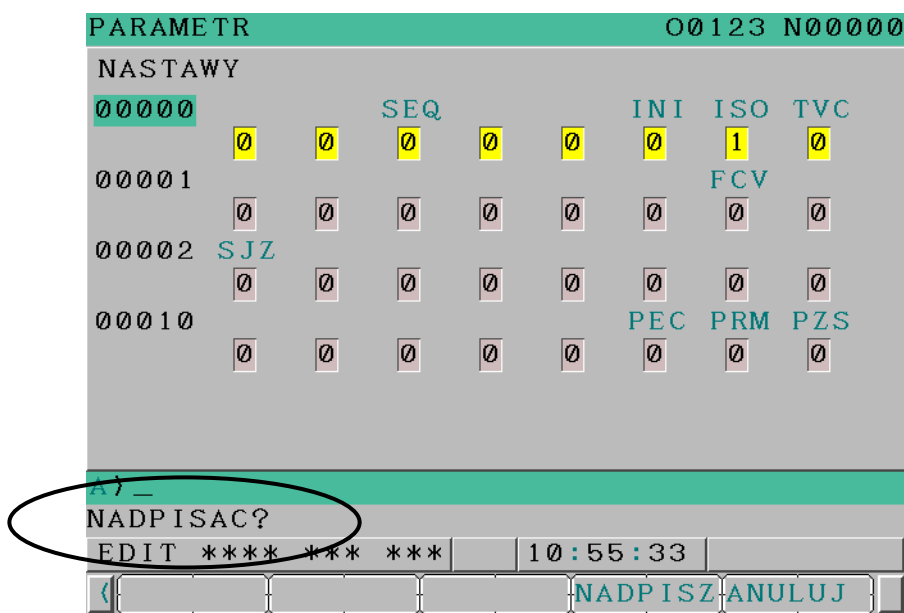 PARAMETR O0123 N00000
NASTAWY
00000 SEQ INI ISO TVC
0 0 0 0 0 0 1 0
00001 FCV
0 0 0 0 0 0 0 0
00002 SJZ
0 0 0 0 0 0 0 0
00010 PEC PRM PZS
0 0 0 0 0 0 0 0
A)_
NADPISAC?
EDIT **** *** *** 10:55:33
⟨ NADPISZ ANULUJ